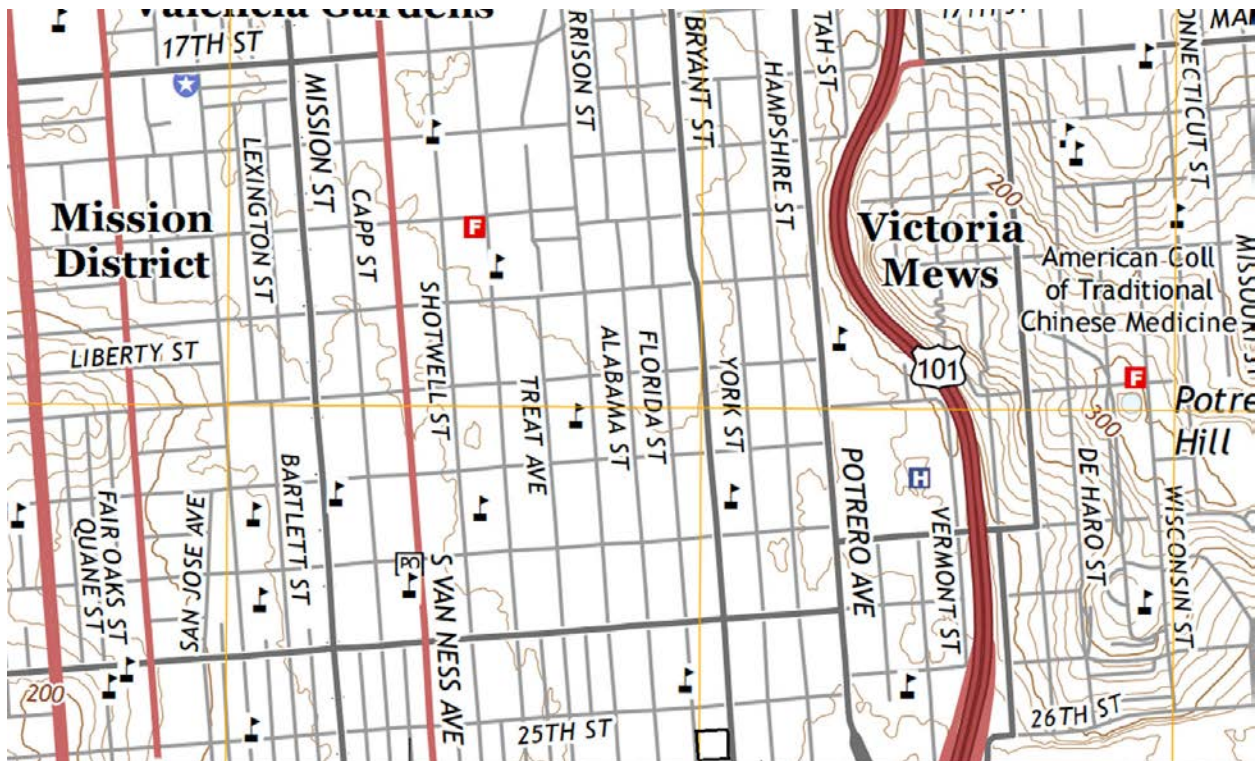 Valencia Gardens
17TH ST
17TH ST
MISSION ST
LEXINGTON ST
CAPP ST
RRISON ST
BRYANT ST
HAMPSHIRE ST
TAH ST
ONNECTICUT ST
MISSOURI ST
Mission
District
F
200
Victoria
Mews
American Coll
of Traditional
Chinese Medicine
LIBERTY ST
SHOTWELL ST
TREAT AVE
ALABAMA ST
FLORIDA ST
YORK ST
101
F
300
Potre
Hill
BARTLETT ST
SAN JOSE AVE
FAIR OAKS ST
QUANE ST
PO
S VAN NESS AVE
POTRERO AVE
H
VERMONT ST
DE HARO ST
WISCONSIN ST
200
25TH ST
26TH ST